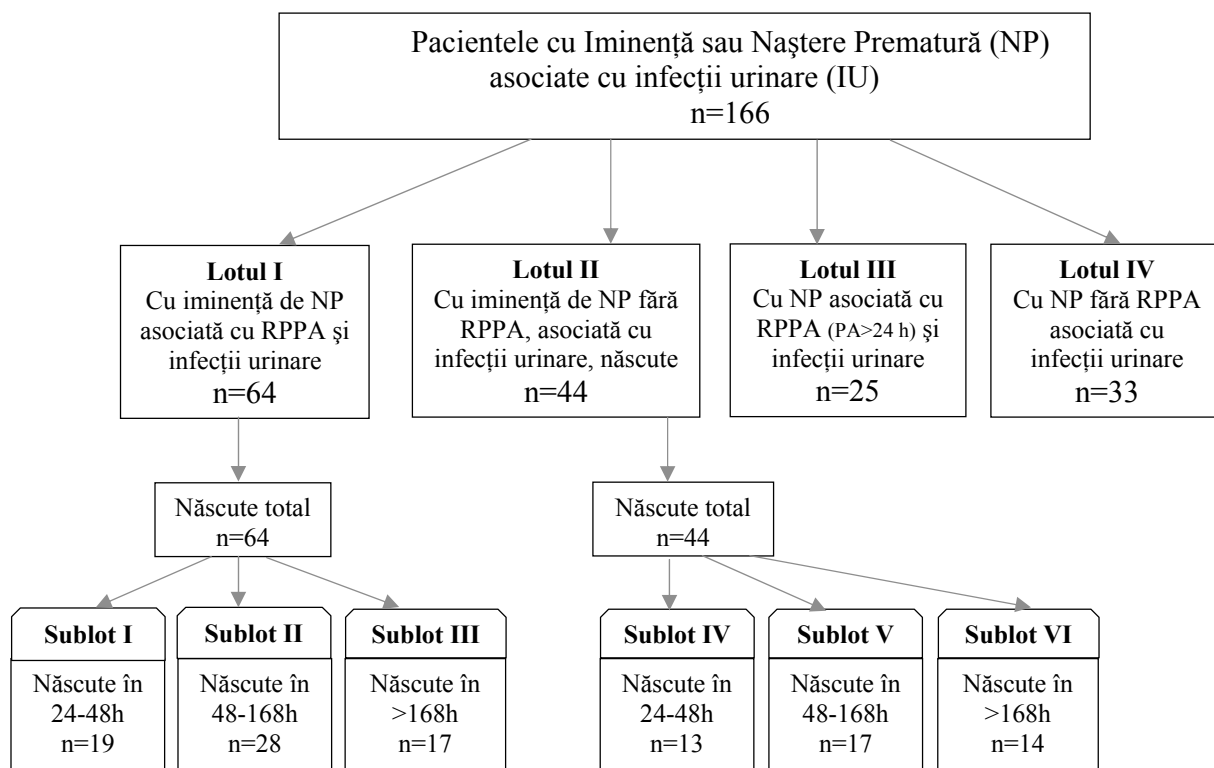 Pacientele cu Iminență sau Naştere Prematură (NP)
asociate cu infecții urinare (IU)
n=166
Lotul I
Cu iminență de NP
asociată cu RPPA şi
infecții urinare
n=64
Lotul II
Cu iminență de NP fără
RPPA, asociată cu
infecții urinare, născute
n=44
Lotul III
Cu NP asociată cu
RPPA (PA>24 h) şi
infecții urinare
n=25
Lotul IV
Cu NP fără RPPA
asociată cu
infecții urinare
n=33
Născute total
n=64
Născute total
n=44
Sublot I
Născute în
24-48h
n=19
Sublot II
Născute în
48-168h
n=28
Sublot III
Născute în
>168h
n=17
Sublot IV
Născute în
24-48h
n=13
Sublot V
Născute în
48-168h
n=17
Sublot VI
Născute în
>168h
n=14